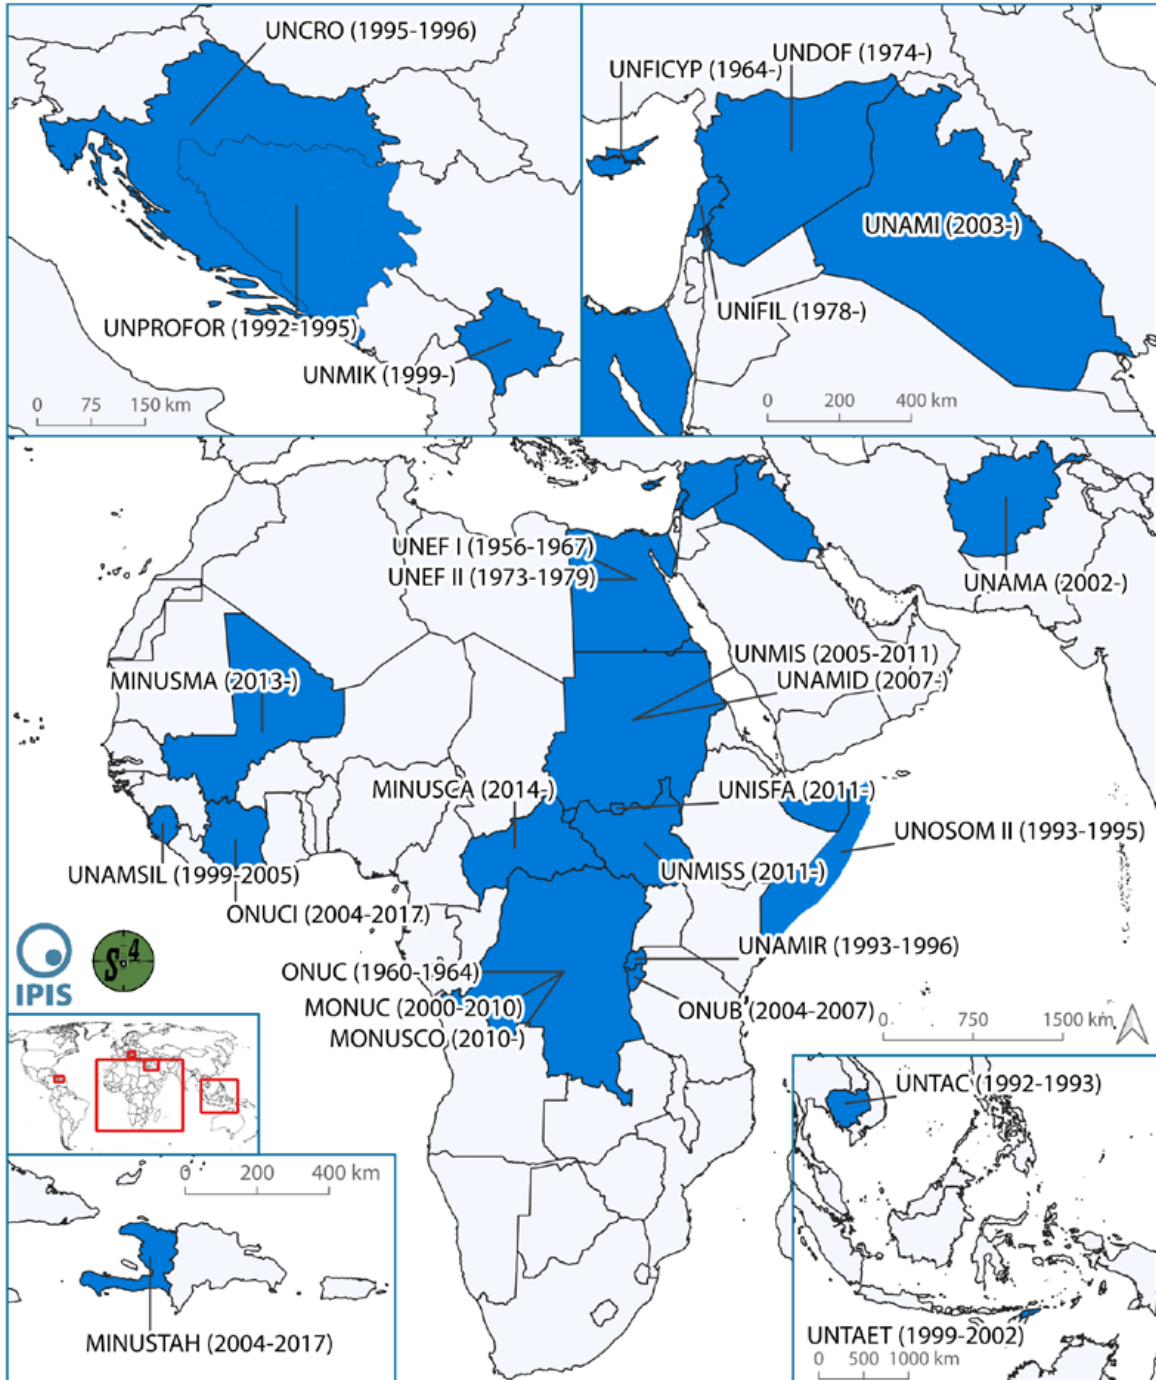 UNCRO (1995-1996)
UNPROFOR (1992-1995)
UNMIK (1999-)
0 75 150 km
UNDOF (1974-)
UNFICYP (1964-)
UNAMI (2003-)
UNIFIL (1978-)
0 200 400 km
UNEF I (1956-1967)
UNEF II (1973-1979)
UNAMA (2002-)
UNMIS (2005-2011)
UNAMID (2007-)
MINUSMA (2013-)
MINUSCA (2014-)
UNISFA (2011-)
UNOSOM II (1993-1995)
UNAMSIL (1999-2005)
UNMISS (2011-)
ONUCI (2004-2017)
UNAMIR (1993-1996)
ONUC (1960-1964)
MONUC (2000-2010)
ONUB (2004-2007)
MONUSCO (2010-)
0 750 1500 km
IPIS
S 4
UNTAC (1992-1993)
UNTAET (1999-2002)
0 500 1000 km
0 200 400 km
MINUSTAH (2004-2017)